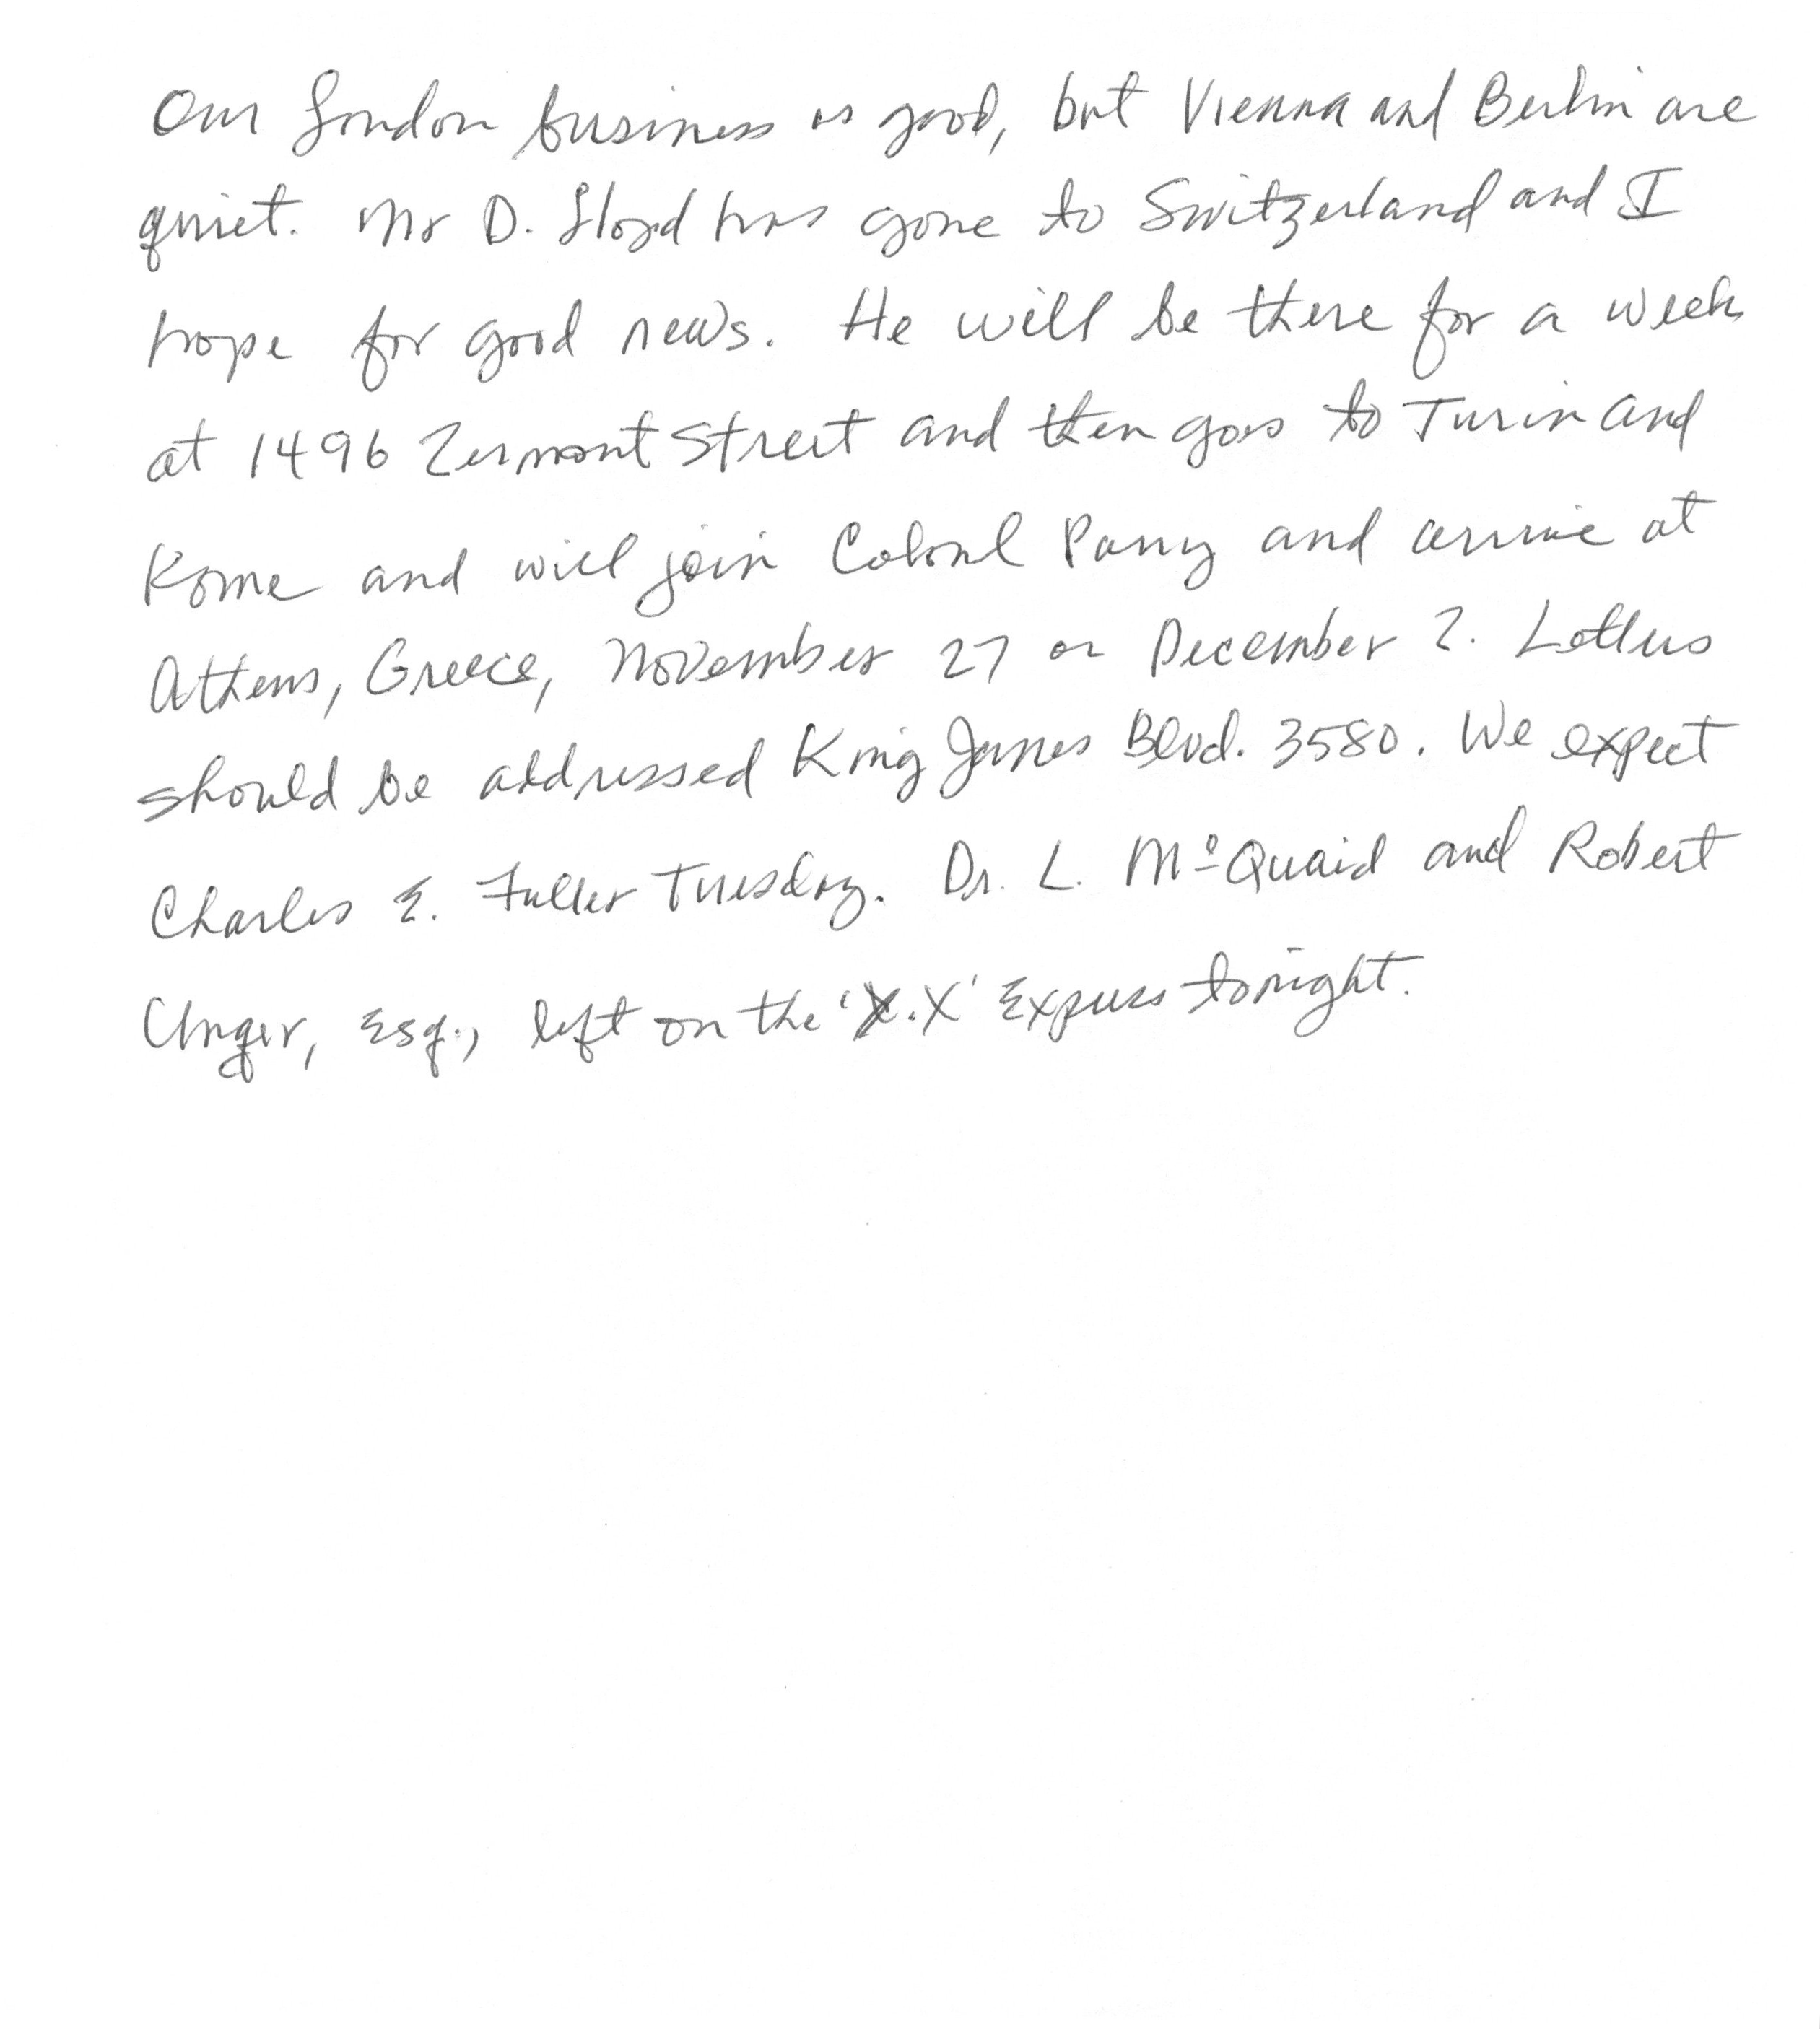 Our London business is good, but Vienna and Berlin are
quiet. Mr D. Lloyd has gone to Switzerland and I
hope for good news. He will be there for a week
at 1496 Zermont Street and then goes to Turin and
Rome and will join Colonel Parry and arrive at
Athens, Greece, November 27 or December 2. Letters
should be addressed King James Blvd. 3580. We expect
Charles E. Fuller Tuesday. Dr. L. McQuaid and Robert
Unger, Esq., left on the 'X.X' Express tonight.